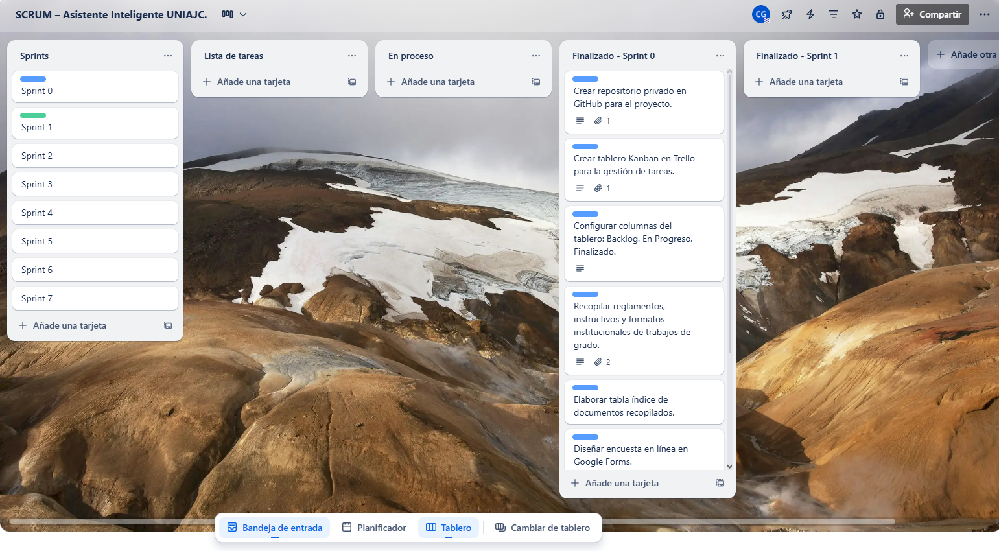 SCRUM – Asistente Inteligente UNIAJC.
CG
Compartir
Sprints
Sprint 0
Sprint 1
Sprint 2
Sprint 3
Sprint 4
Sprint 5
Sprint 6
Sprint 7
Añade una tarjeta
Lista de tareas
Añade una tarjeta
En proceso
Añade una tarjeta
Finalizado - Sprint 0
Crear repositorio privado en
GitHub para el proyecto.
1
Crear tablero Kanban en Trello
para la gestión de tareas.
1
Configurar columnas del
tablero: Backlog, En Progreso,
Finalizado.
Recopilar reglamentos,
instructivos y formatos
institucionales de trabajos de
grado.
2
Elaborar tabla índice de
documentos recopilados.
Diseñar encuesta en línea en
Google Forms.
Añade una tarjeta
Finalizado - Sprint 1
Añade una tarjeta
Añade otra
Bandeja de entrada
Planificador
Tablero
Cambiar de tablero